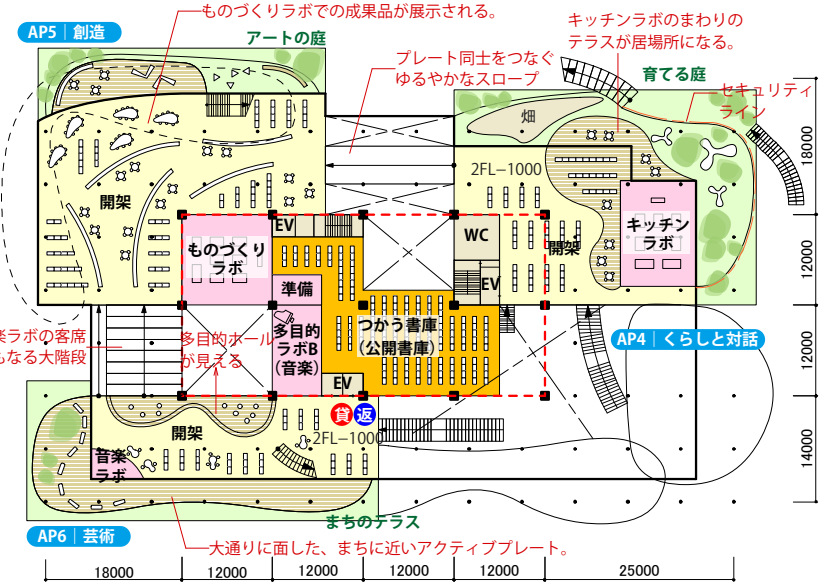 ものづくりラボでの成果品が展示される。
AP5｜創造
アートの庭
プレート同士をつなぐ
ゆるやかなスロープ
キッチンラボのまわりの
テラスが居場所になる。
育てる庭
セキュリティ
ライン
畑
2FL−1000
18000
開架
ものづくり
ラボ
EV
WC
開架
キッチン
ラボ
12000
準備
EV
多目的
ラボB
（音楽）
つかう書庫
（公開書庫）
楽ラボの客席
もなる大階段
多目的ホール
が見える
AP4｜くらしと対話
12000
EV
貸 返
開架
2FL−1000
音楽
ラボ
14000
まちのテラス
AP6｜芸術
大通りに面した、まちに近いアクティブプレート。
18000 12000 12000 12000 12000 25000